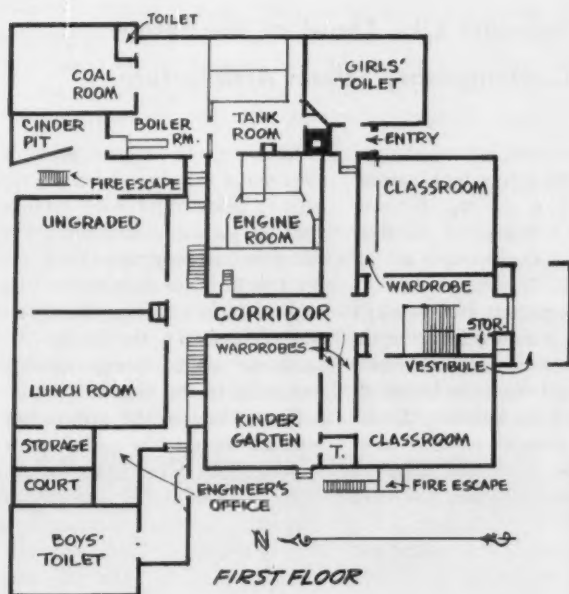 TOILET
COAL
ROOM
GIRLS'
TOILET
CINDER
PIT
BOILER
RM.
TANK
ROOM
ENTRY
FIRE ESCAPE
CLASSROOM
UNGRADED
ENGINE
ROOM
WARDROBE
CORRIDOR
STOR.
WARDROBES
VESTIBULE
LUNCH ROOM
KINDER
GARTEN
CLASSROOM
STORAGE
T.
COURT
ENGINEER'S
OFFICE
FIRE ESCAPE
BOYS'
TOILET
N
FIRST FLOOR